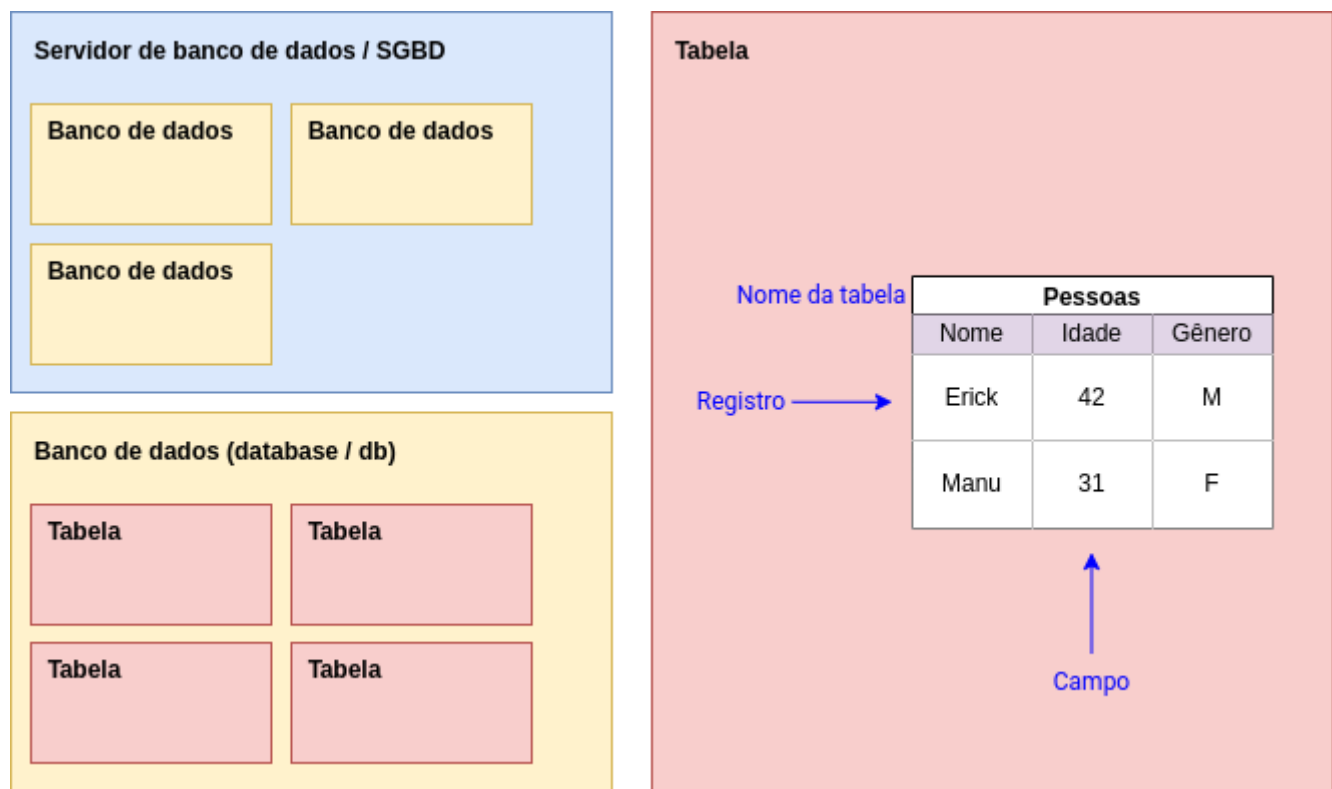 Servidor de banco de dados / SGBD
Banco de dados
Banco de dados
Banco de dados
Banco de dados (database / db)
Tabela
Tabela
Tabela
Tabela
Tabela
Nome da tabela
Pessoas
Nome Idade Gênero
Registro
Erick 42 M
Manu 31 F
Campo